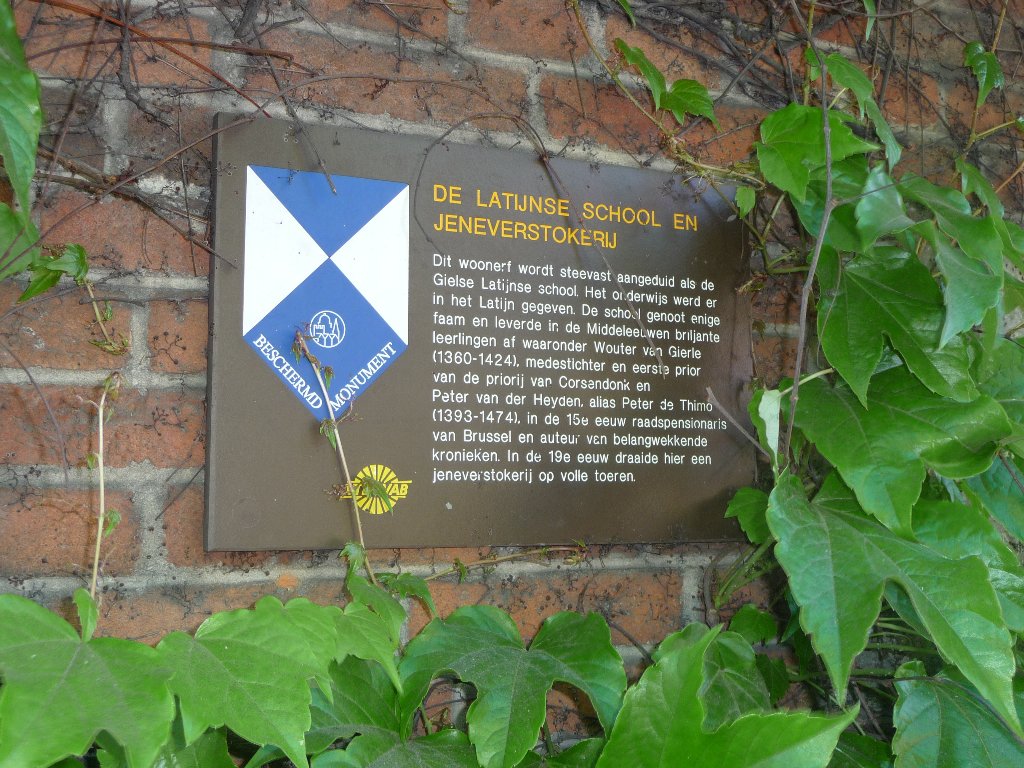 DE LATIJNSE SCHOOL EN
JENEVERSTOKERIJ
Dit woonerf wordt steevast aangeduid als de
Gielse Latijnse school. Het onderwijs werd er
in het Latijn gegeven. De school genoot enige
faam en leverde in de Middeleeuwen briljante
leerlingen af waaronder Wouter van Gierle
(1360-1424), medestichter en eerste prior
van de priorij van Corsendonk en
Peter van der Heyden, alias Peter de Thimo
(1393-1474), in de 15e eeuw raadspensionaris
van Brussel en auteur van belangwekkende
kronieken. In de 19e eeuw draaide hier een
jeneverstokerij op volle toeren.
BESCHERMD MONUMENT